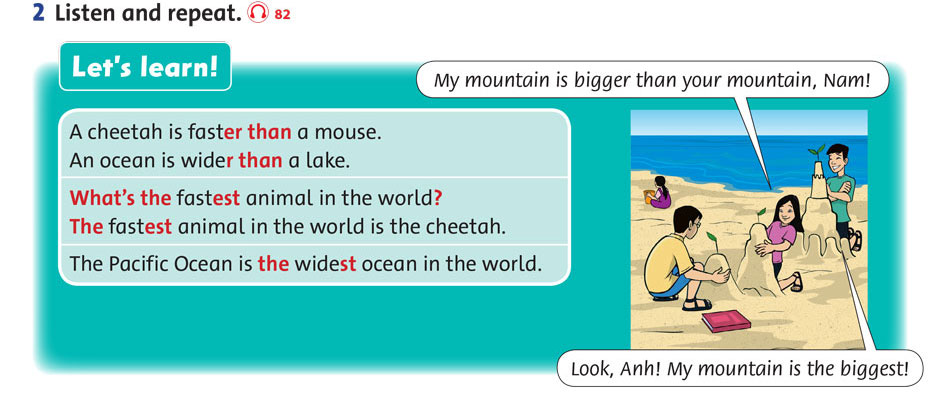 2 Listen and repeat. 82
Let's learn!
My mountain is bigger than your mountain, Nam!
A cheetah is faster than a mouse.
An ocean is wider than a lake.
What's the fastest animal in the world?
The fastest animal in the world is the cheetah.
The Pacific Ocean is the widest ocean in the world.
Look, Anh! My mountain is the biggest!